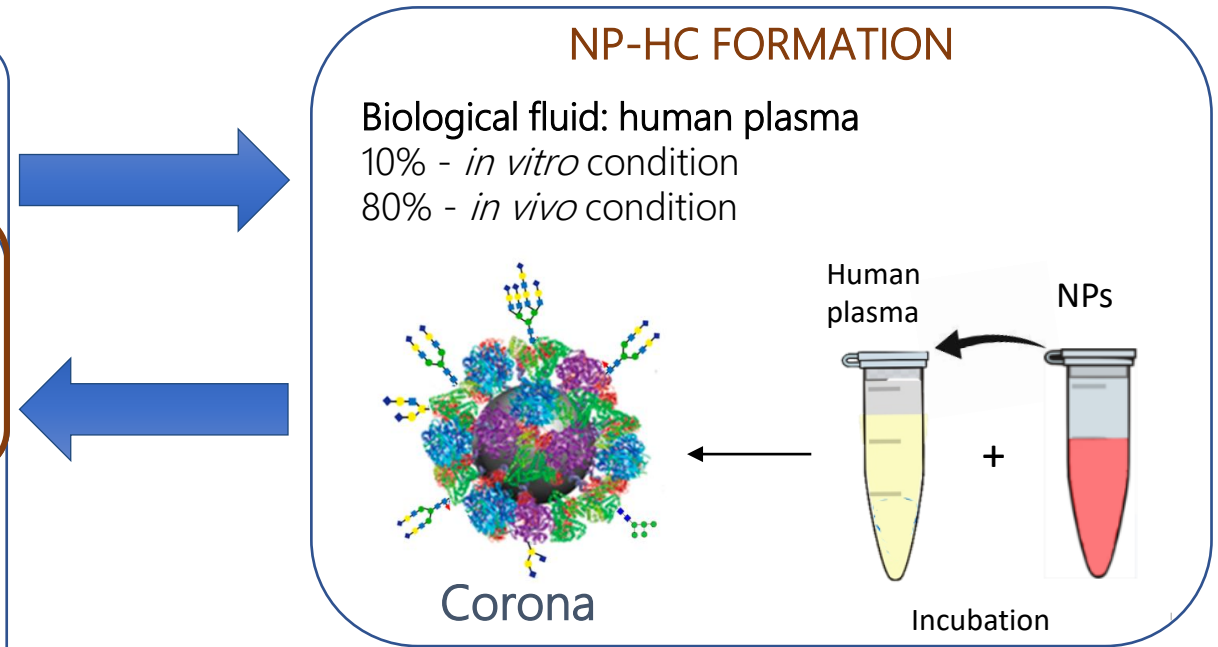 NP-HC FORMATION
Biological fluid: human plasma
10% - in vitro condition
80% - in vivo condition
Human
plasma
NPs
+
Corona
Incubation